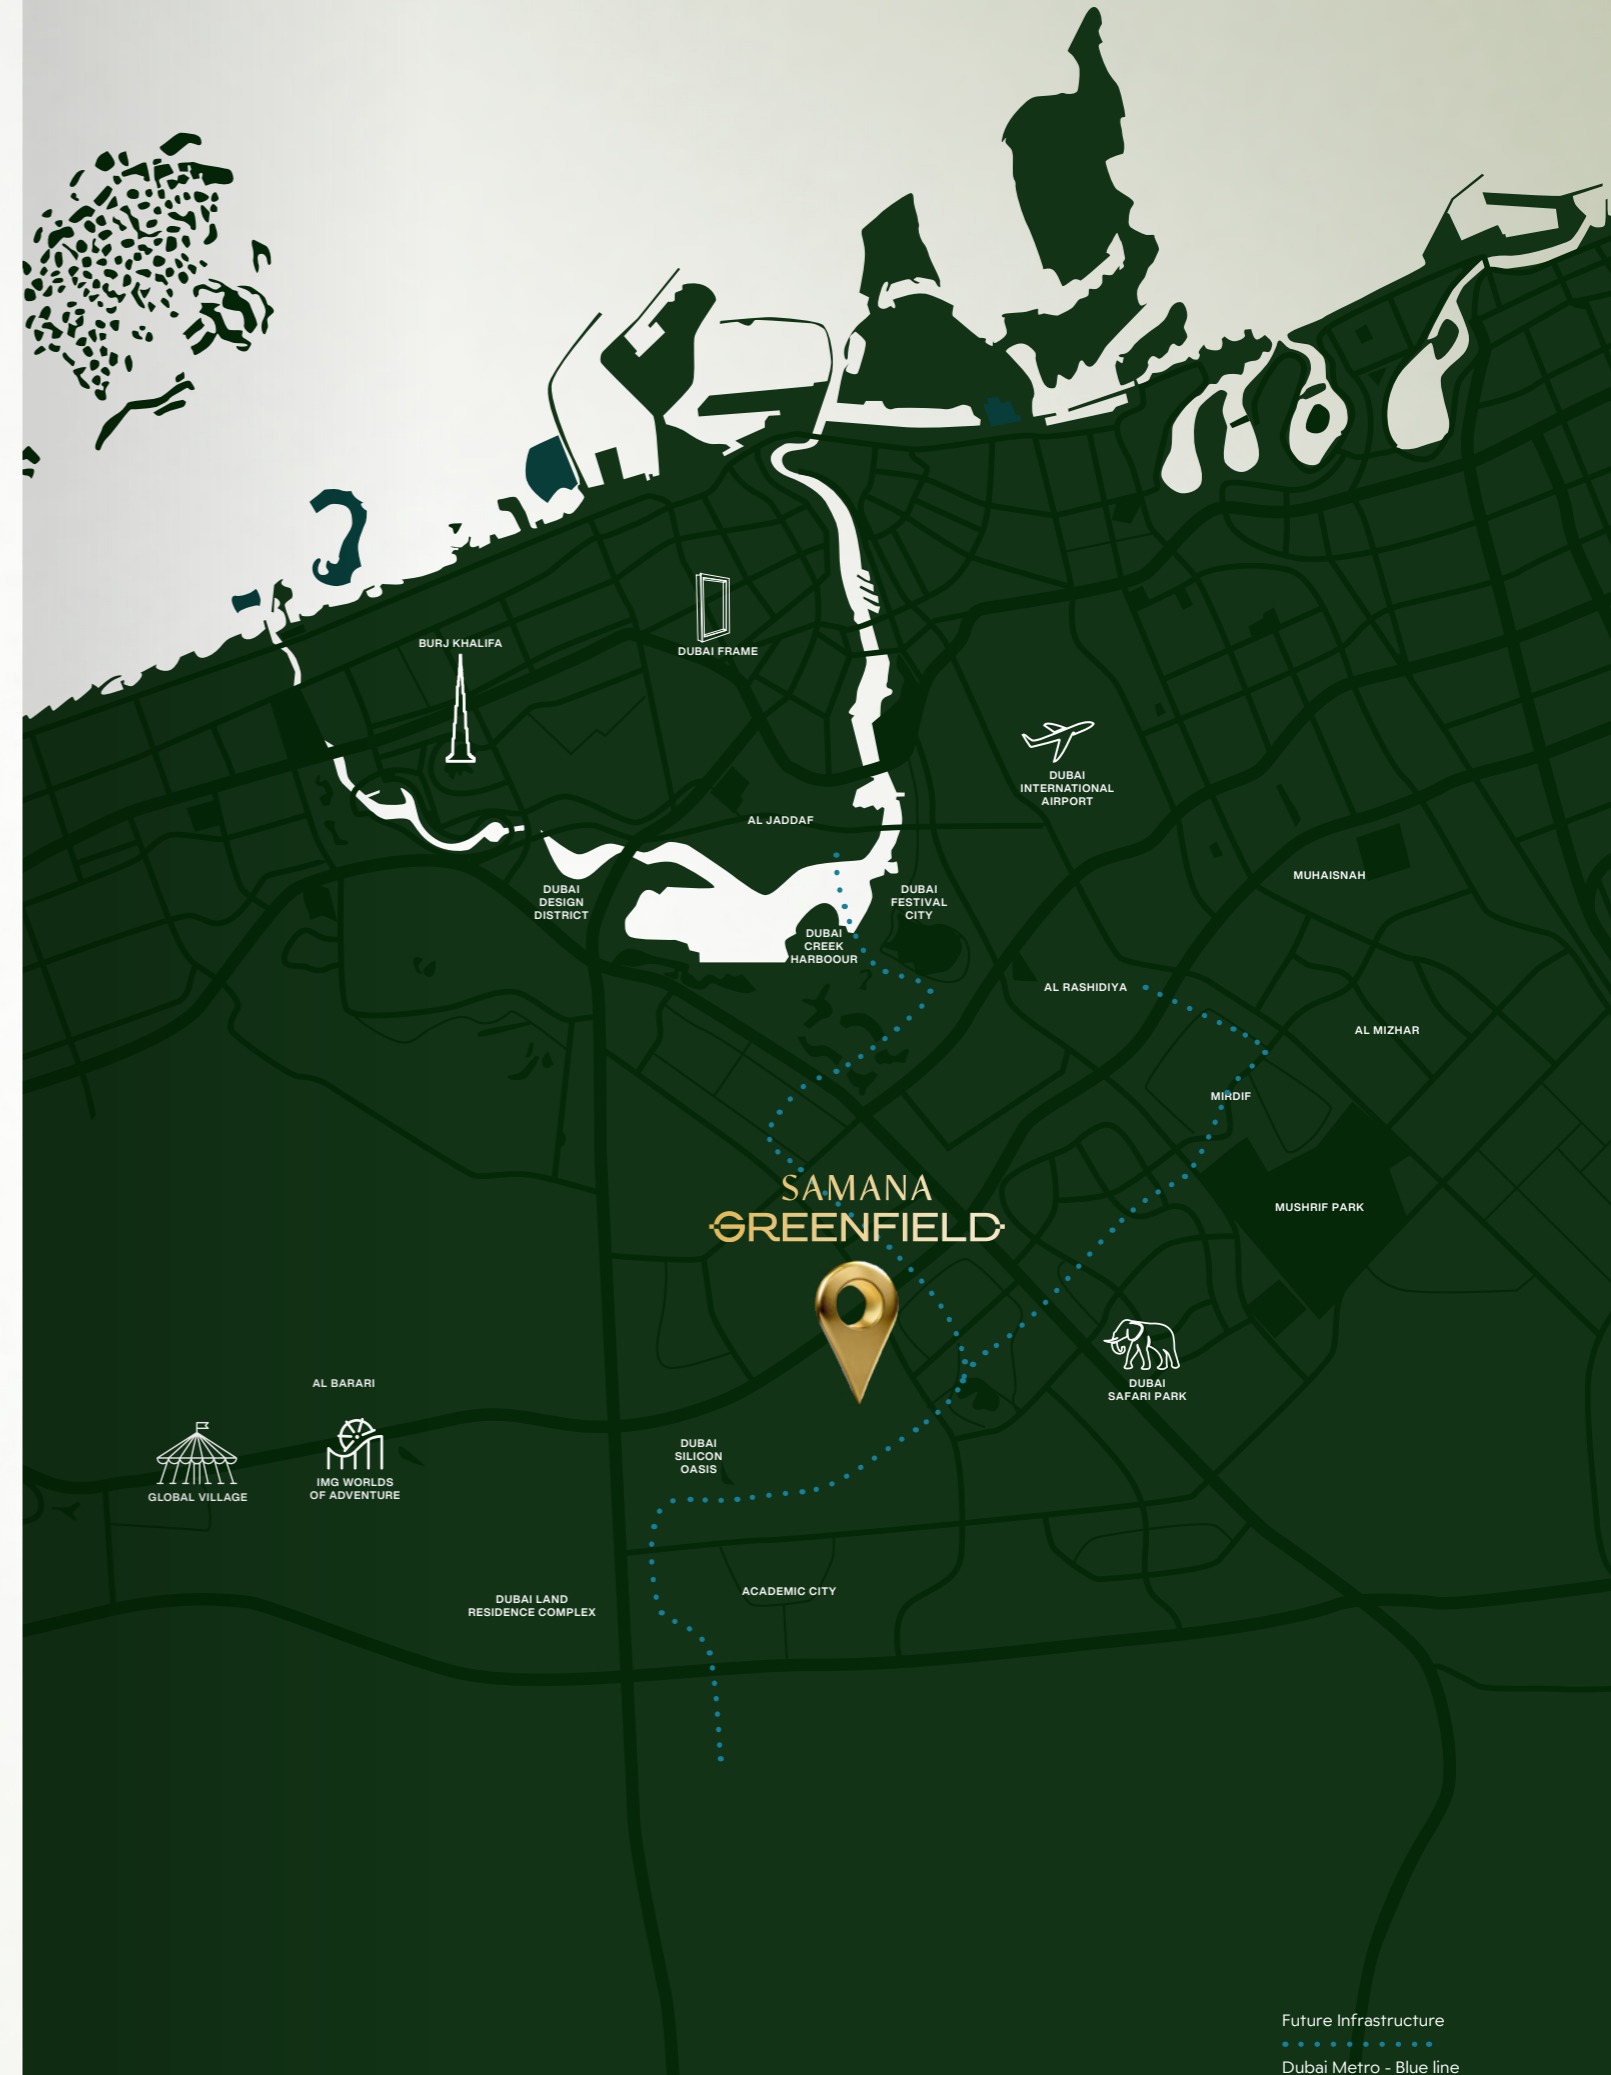 BURJ KHALIFA
DUBAI FRAME
DUBAI
INTERNATIONAL
AIRPORT
AL JADDAF
MUHAISNAH
DUBAI
DESIGN
DISTRICT
DUBAI
FESTIVAL
CITY
DUBAI
CREEK
HARBOOUR
AL RASHIDIYA
AL MIZHAR
MIRDIF
SAMANA
GREENFIELD
MUSHRIF PARK
DUBAI
SAFARI PARK
AL BARARI
GLOBAL VILLAGE
IMG WORLDS
OF ADVENTURE
DUBAI
SILICON
OASIS
DUBAI LAND
RESIDENCE COMPLEX
ACADEMIC CITY
Future Infrastructure
Dubai Metro - Blue line